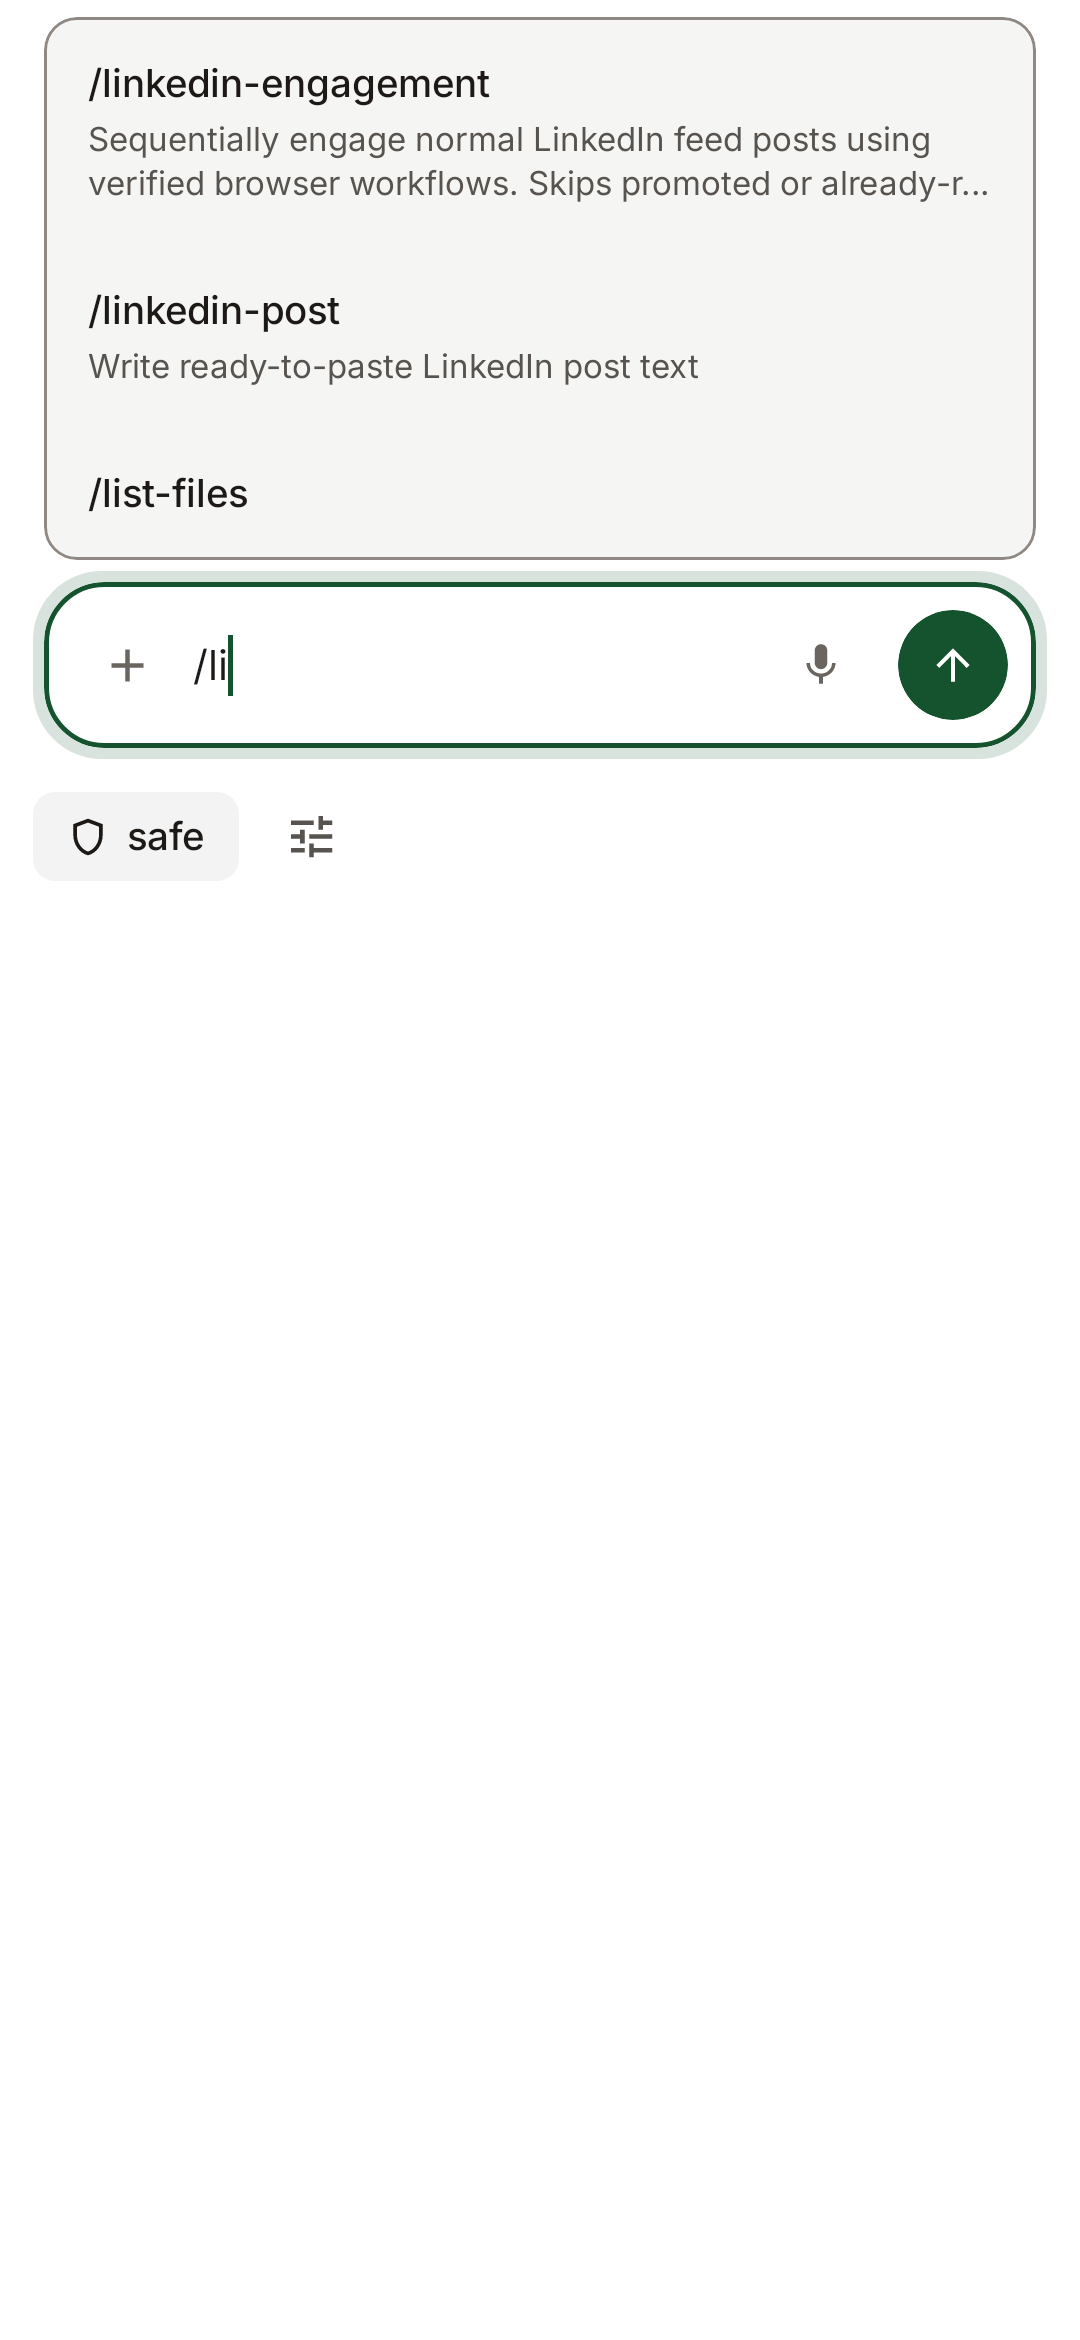 /linkedin-engagement
Sequentially engage normal LinkedIn feed posts using
verified browser workflows. Skips promoted or already-r...
/linkedin-post
Write ready-to-paste LinkedIn post text
/list-files
/li
safe